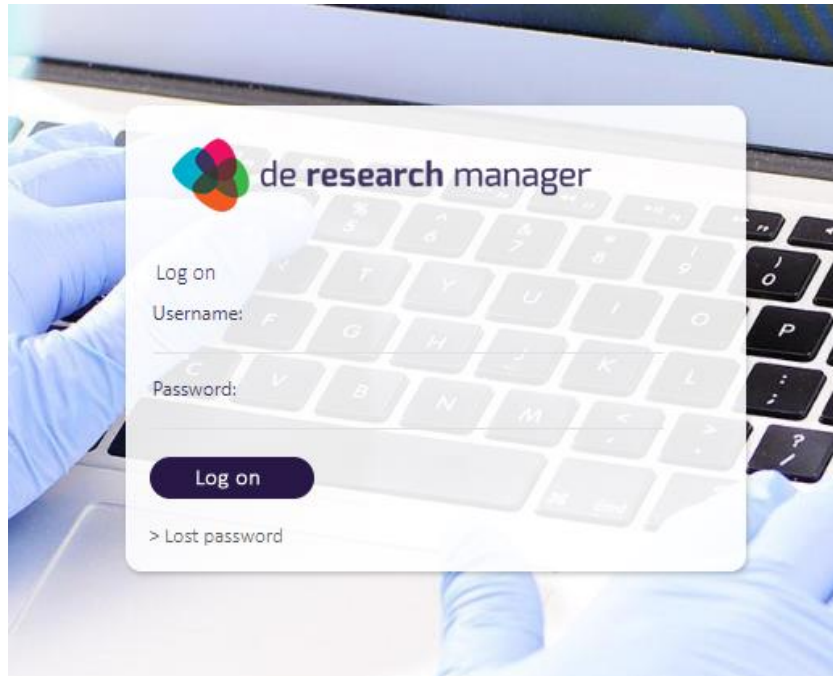 de research manager
Log on
Username:
Password:
Log on
> Lost password